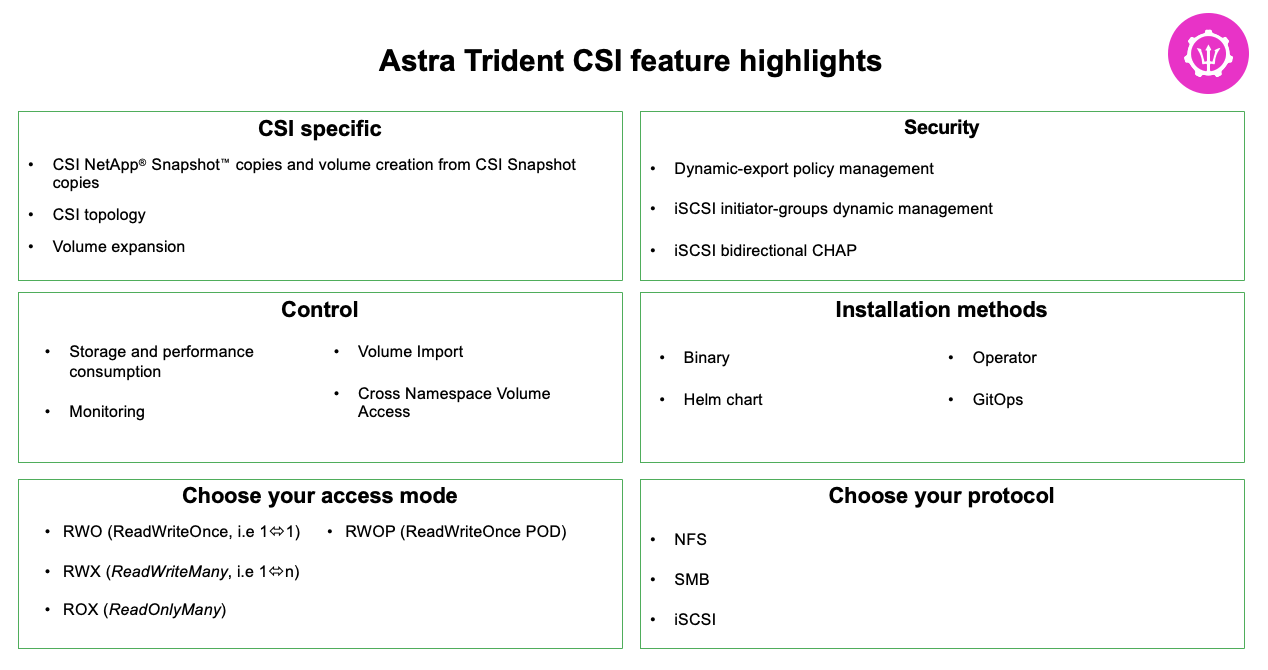 Astra Trident CSI feature highlights
CSI specific
• CSI NetApp® Snapshot™ copies and volume creation from CSI Snapshot
copies
• CSI topology
• Volume expansion
Security
• Dynamic-export policy management
• iSCSI initiator-groups dynamic management
• iSCSI bidirectional CHAP
Control
• Storage and performance
consumption
• Monitoring
• Volume Import
• Cross Namespace Volume
Access
Installation methods
• Binary
• Helm chart
• Operator
• GitOps
Choose your access mode
• RWO (ReadWriteOnce, i.e 1⬄1)
• RWX (ReadWriteMany, i.e 1⬄n)
• ROX (ReadOnlyMany)
• RWOP (ReadWriteOnce POD)
Choose your protocol
• NFS
• SMB
• iSCSI